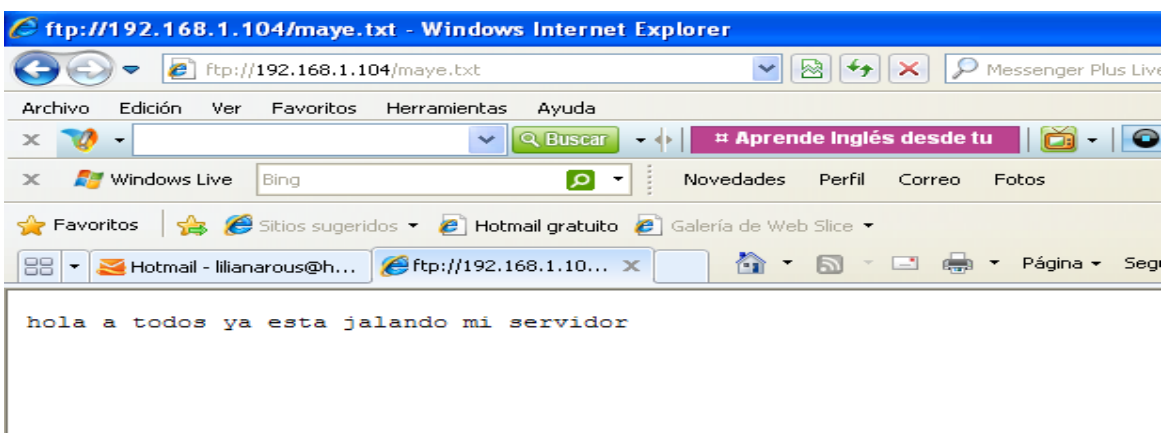 ftp://192.168.1.104/maye.txt - Windows Internet Explorer
ftp://192.168.1.104/maye.txt Messenger Plus Live
Archivo Edición Ver Favoritos Herramientas Ayuda
Buscar # Aprende Inglés desde tu
Windows Live Bing Novedades Perfil Correo Fotos
Favoritos Sitios sugeridos Hotmail gratuito Galería de Web Slice
Hotmail - lilianarous@h... ftp://192.168.1.10... Página Segu
hola a todos ya esta jalando mi servidor